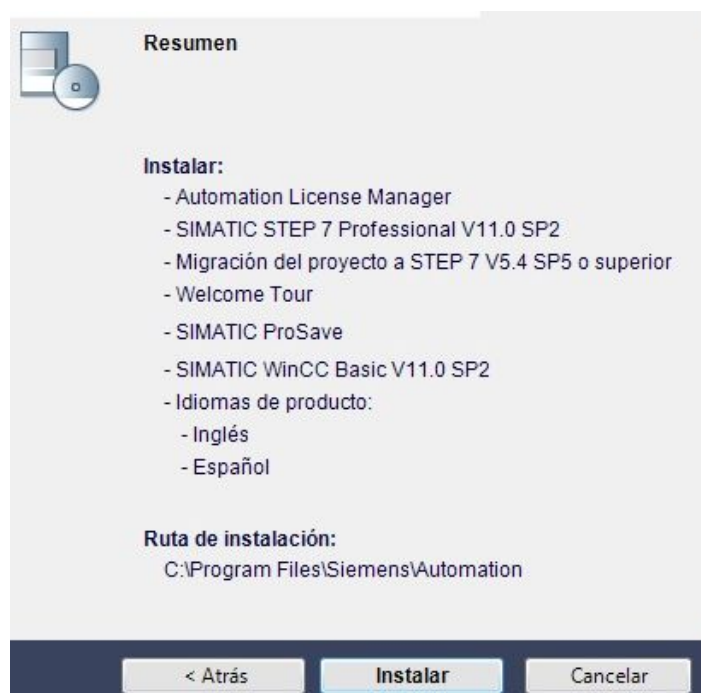 Resumen
Instalar:
- Automation License Manager
- SIMATIC STEP 7 Professional V11.0 SP2
- Migración del proyecto a STEP 7 V5.4 SP5 o superior
- Welcome Tour
- SIMATIC ProSave
- SIMATIC WinCC Basic V11.0 SP2
- Idiomas de producto:
- Inglés
- Español
Ruta de instalación:
C:\Program Files\Siemens\Automation
< Atrás Instalar Cancelar